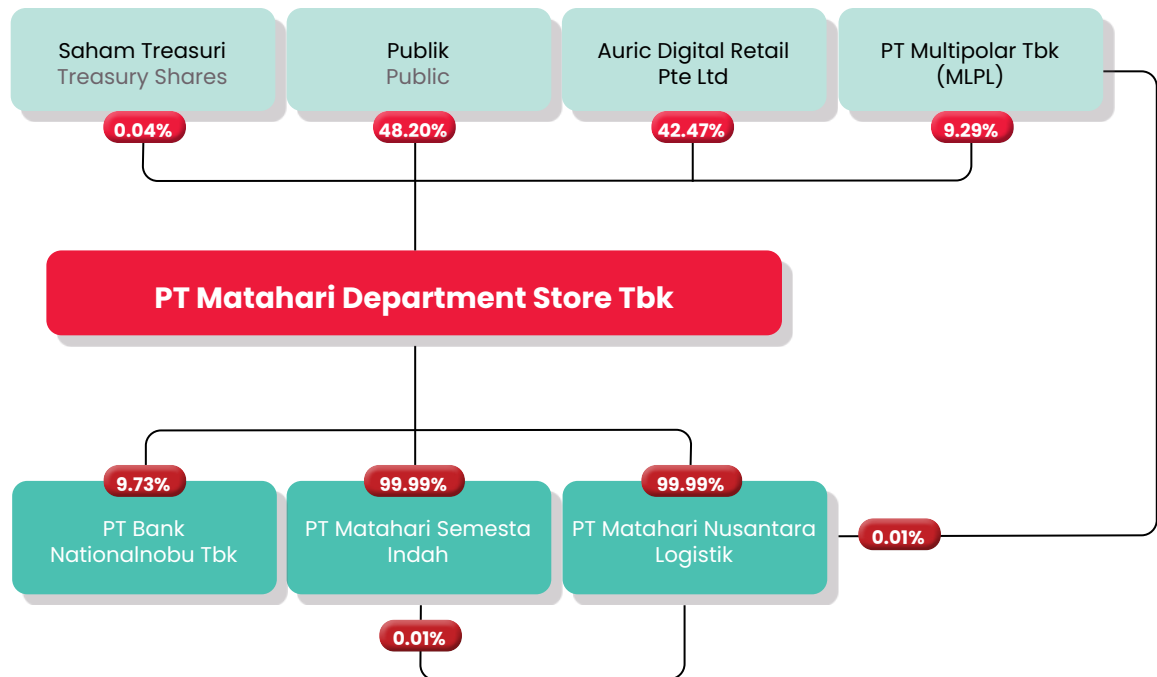 Saham Treasuri
Treasury Shares
0.04%
Publik
Public
48.20%
Auric Digital Retail
Pte Ltd
42.47%
PT Multipolar Tbk
(MLPL)
9.29%
PT Matahari Department Store Tbk
9.73%
PT Bank
Nationalnobu Tbk
99.99%
PT Matahari Semesta
Indah
99.99%
PT Matahari Nusantara
Logistik
0.01%
0.01%